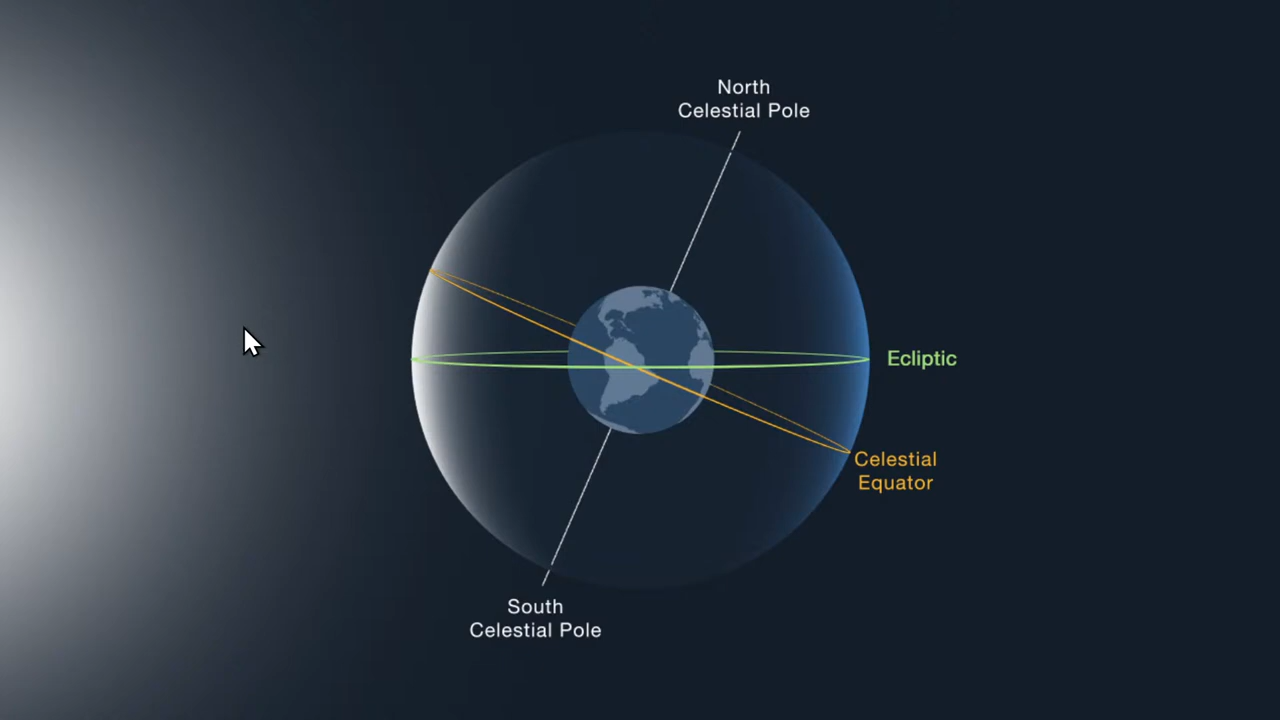 North
Celestial Pole
Ecliptic
Celestial
Equator
South
Celestial Pole